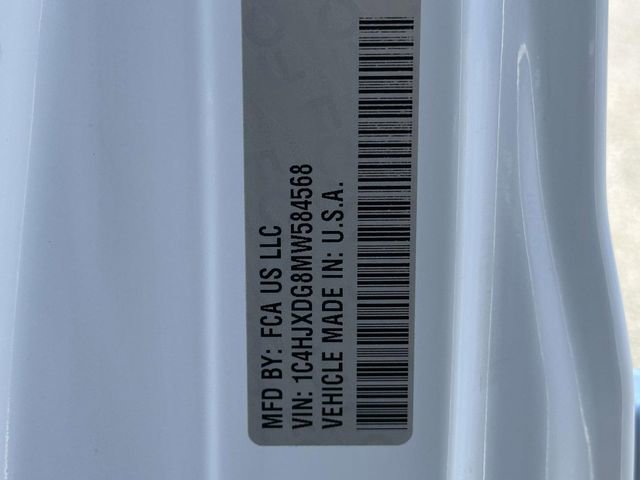 MFD BY: FCA US LLC
VIN: 1C4HJXDG8MW584568
VEHICLE MADE IN: U.S.A.